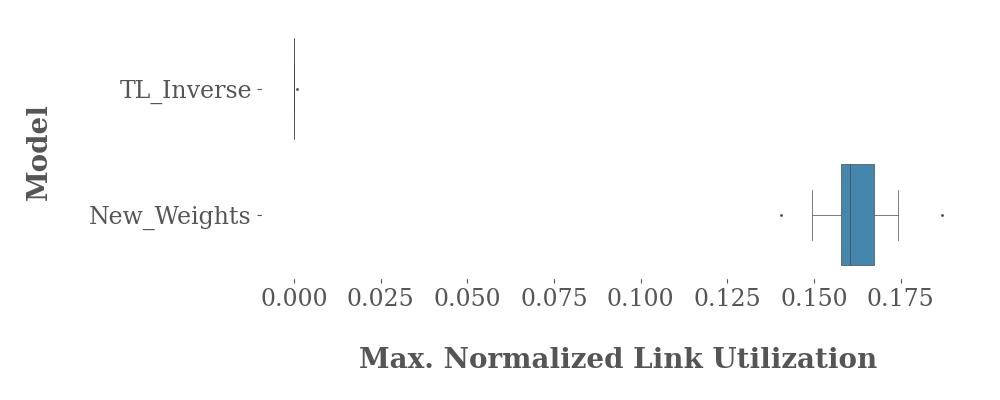 Model
TL_Inverse
New_Weights
0.000 0.025 0.050 0.075 0.100 0.125 0.150 0.175
Max. Normalized Link Utilization